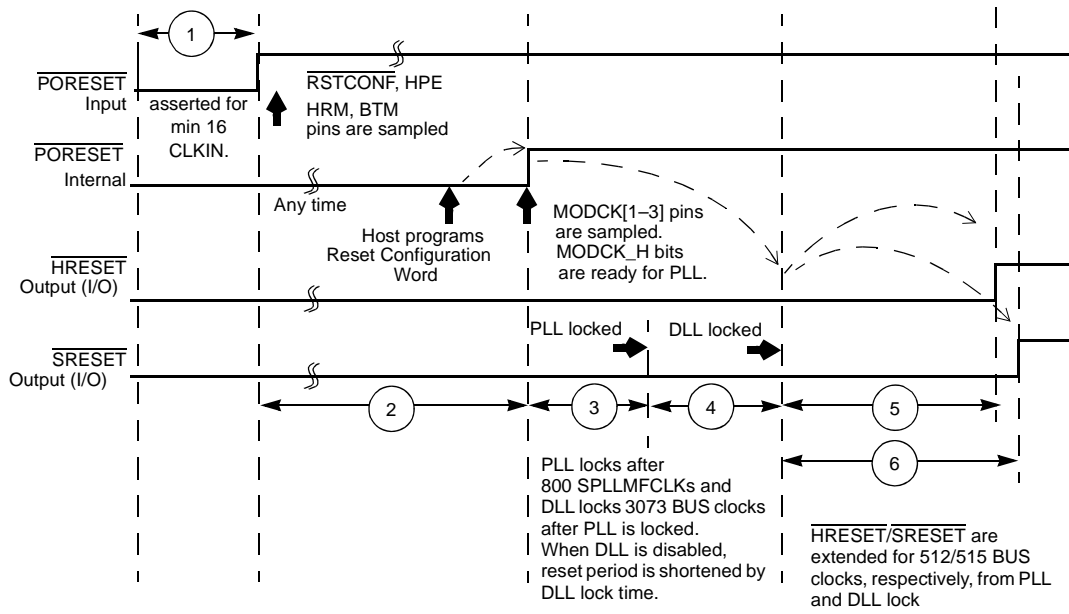 1
PORESET
Input
asserted for
min 16
CLKIN.
RSTCONF, HPE
HRM, BTM
pins are sampled
PORESET
Internal
Any time
Host programs
Reset Configuration
Word
MODCK[1–3] pins
are sampled.
MODCK_H bits
are ready for PLL.
HRESET
Output (I/O)
PLL locked
DLL locked
SRESET
Output (I/O)
2
3
4
5
6
PLL locks after
800 SPLLMFCLKs and
DLL locks 3073 BUS clocks
after PLL is locked.
When DLL is disabled,
reset period is shortened by
DLL lock time.
HRESET/SRESET are
extended for 512/515 BUS
clocks, respectively, from PLL
and DLL lock